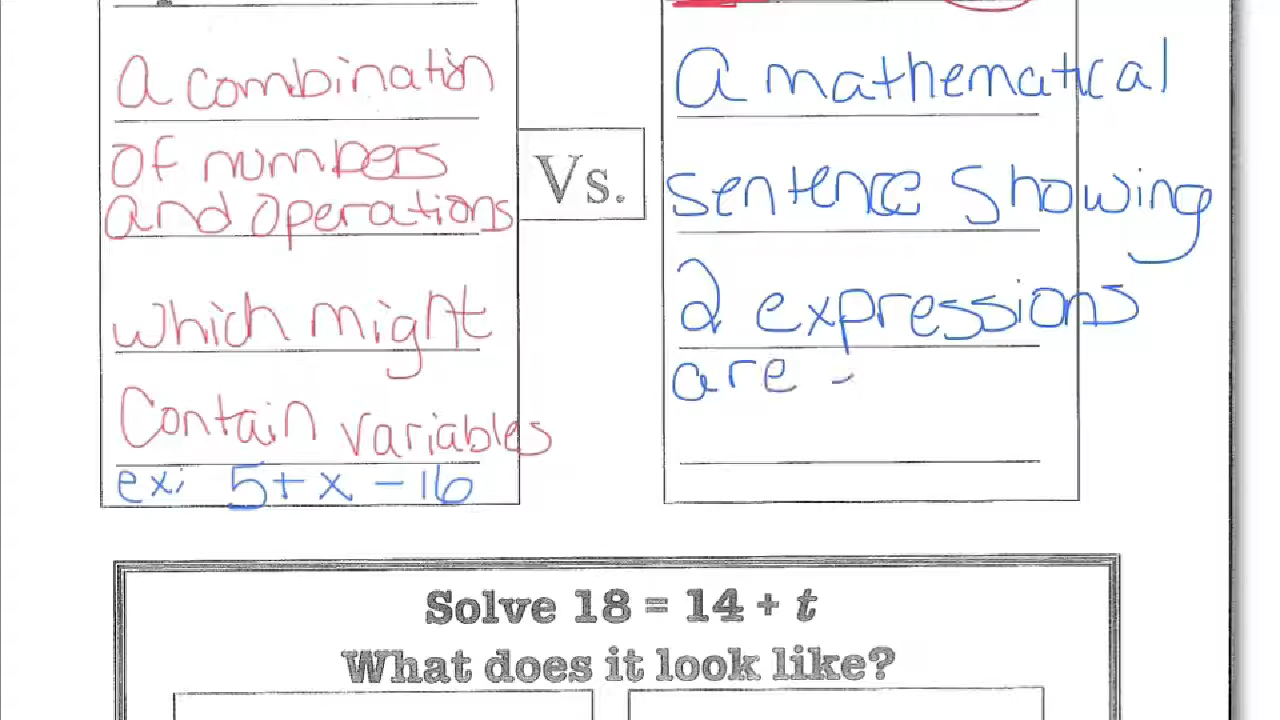 A combination
of numbers
and operations
which might
contain variables
ex: 5 + x - 16
Vs.
A mathematical
sentence showing
2 expressions
are
Solve 18 = 14 + t
What does it look like?